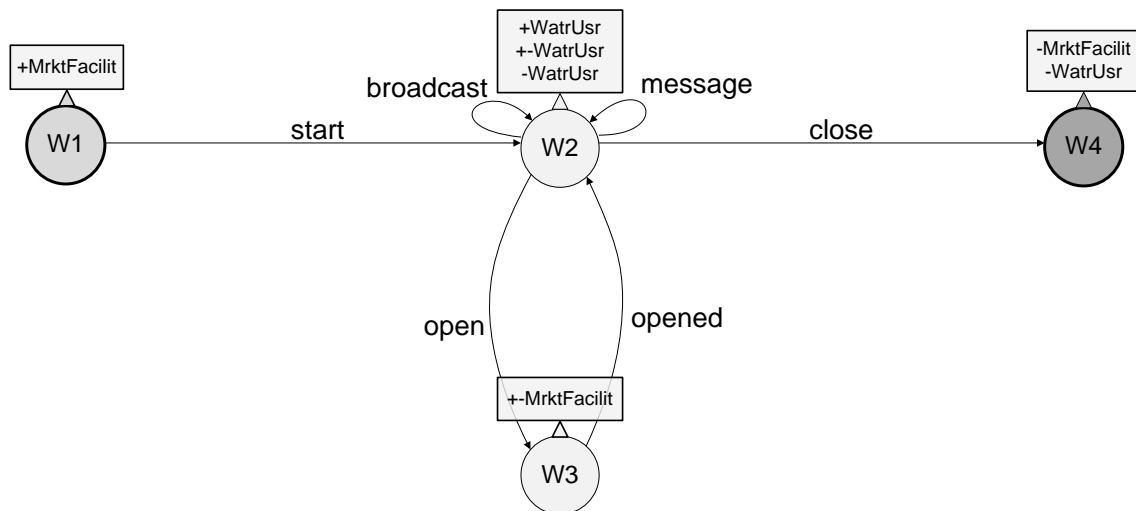 +WatrUsr
+-WatrUsr
-WatrUsr
+MrktFacilit
-MrktFacilit
-WatrUsr
broadcast
message
W1
start
W2
close
W4
open
opened
+-MrktFacilit
W3